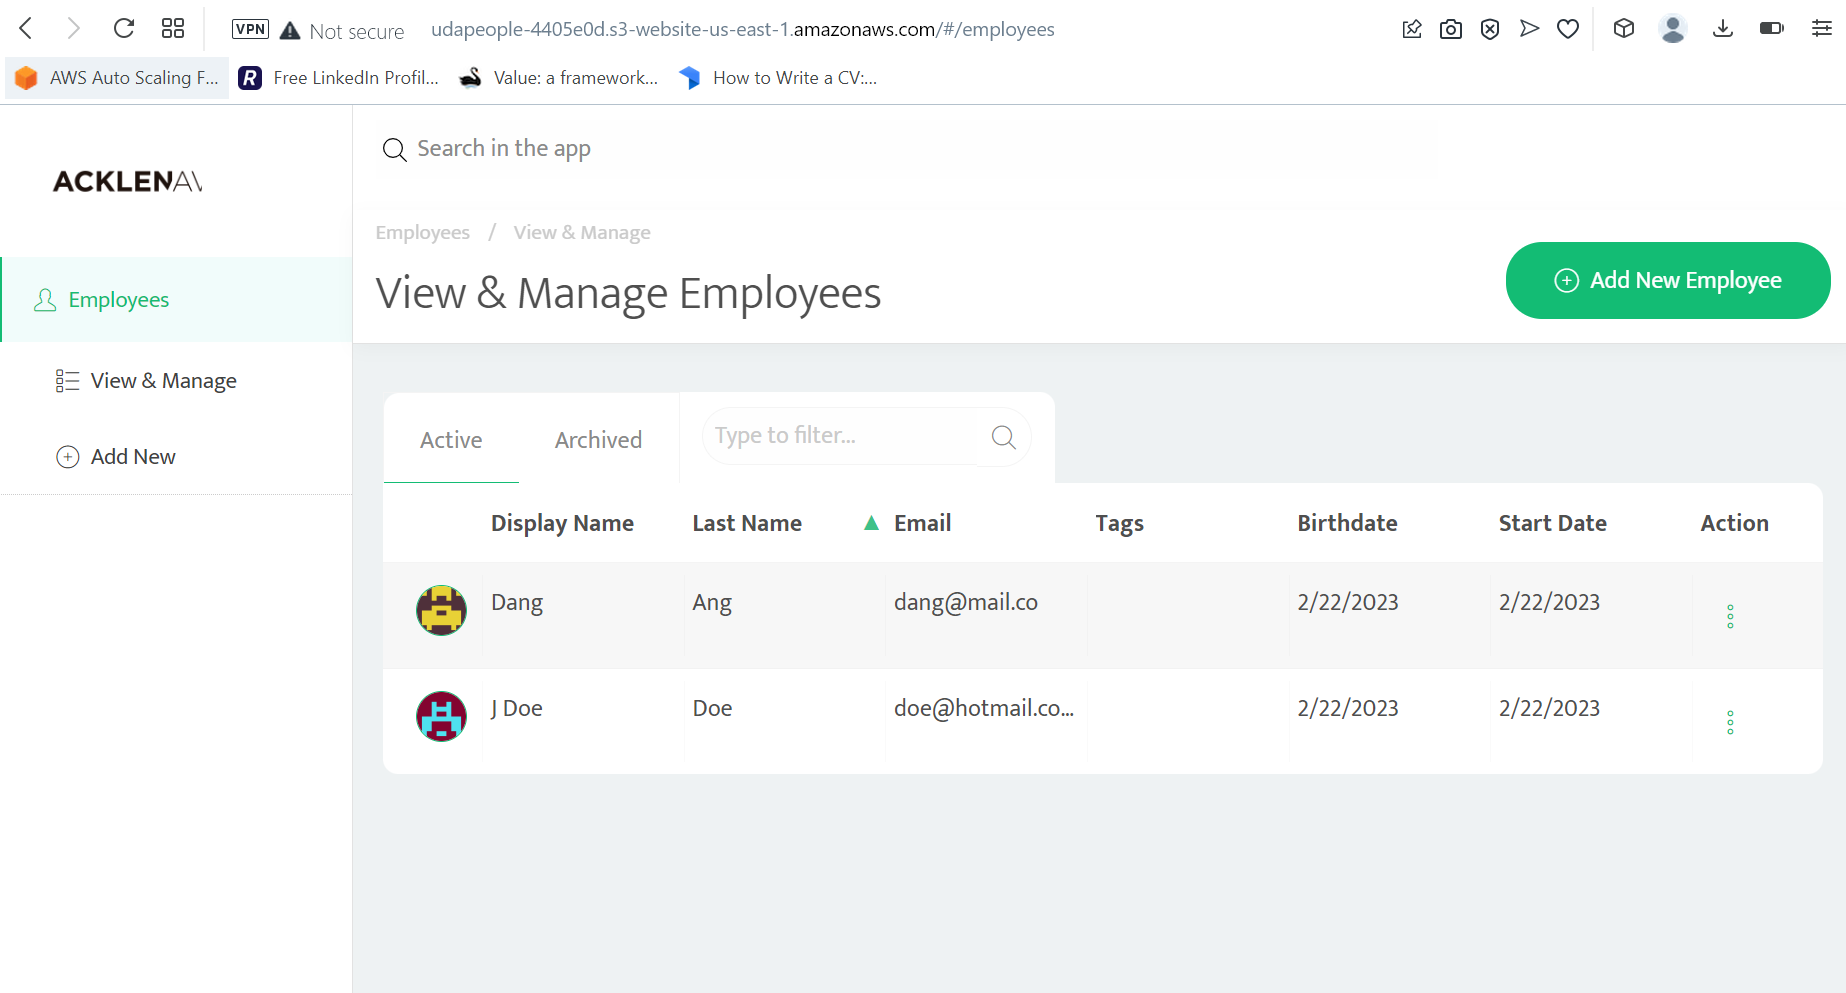 VPN Not secure udapeople-4405e0d.s3-website-us-east-1.amazonaws.com/#/employees
AWS Auto Scaling F... R Free LinkedIn Profil... Value: a framework... How to Write a CV:...
Search in the app
ACKLENAV
Employees / View & Manage
View & Manage Employees
Add New Employee
Employees
View & Manage
Add New
Active Archived Type to filter...
Display Name Last Name ▲ Email Tags Birthdate Start Date Action
Dang Ang dang@mail.co 2/22/2023 2/22/2023
J Doe Doe doe@hotmail.co... 2/22/2023 2/22/2023